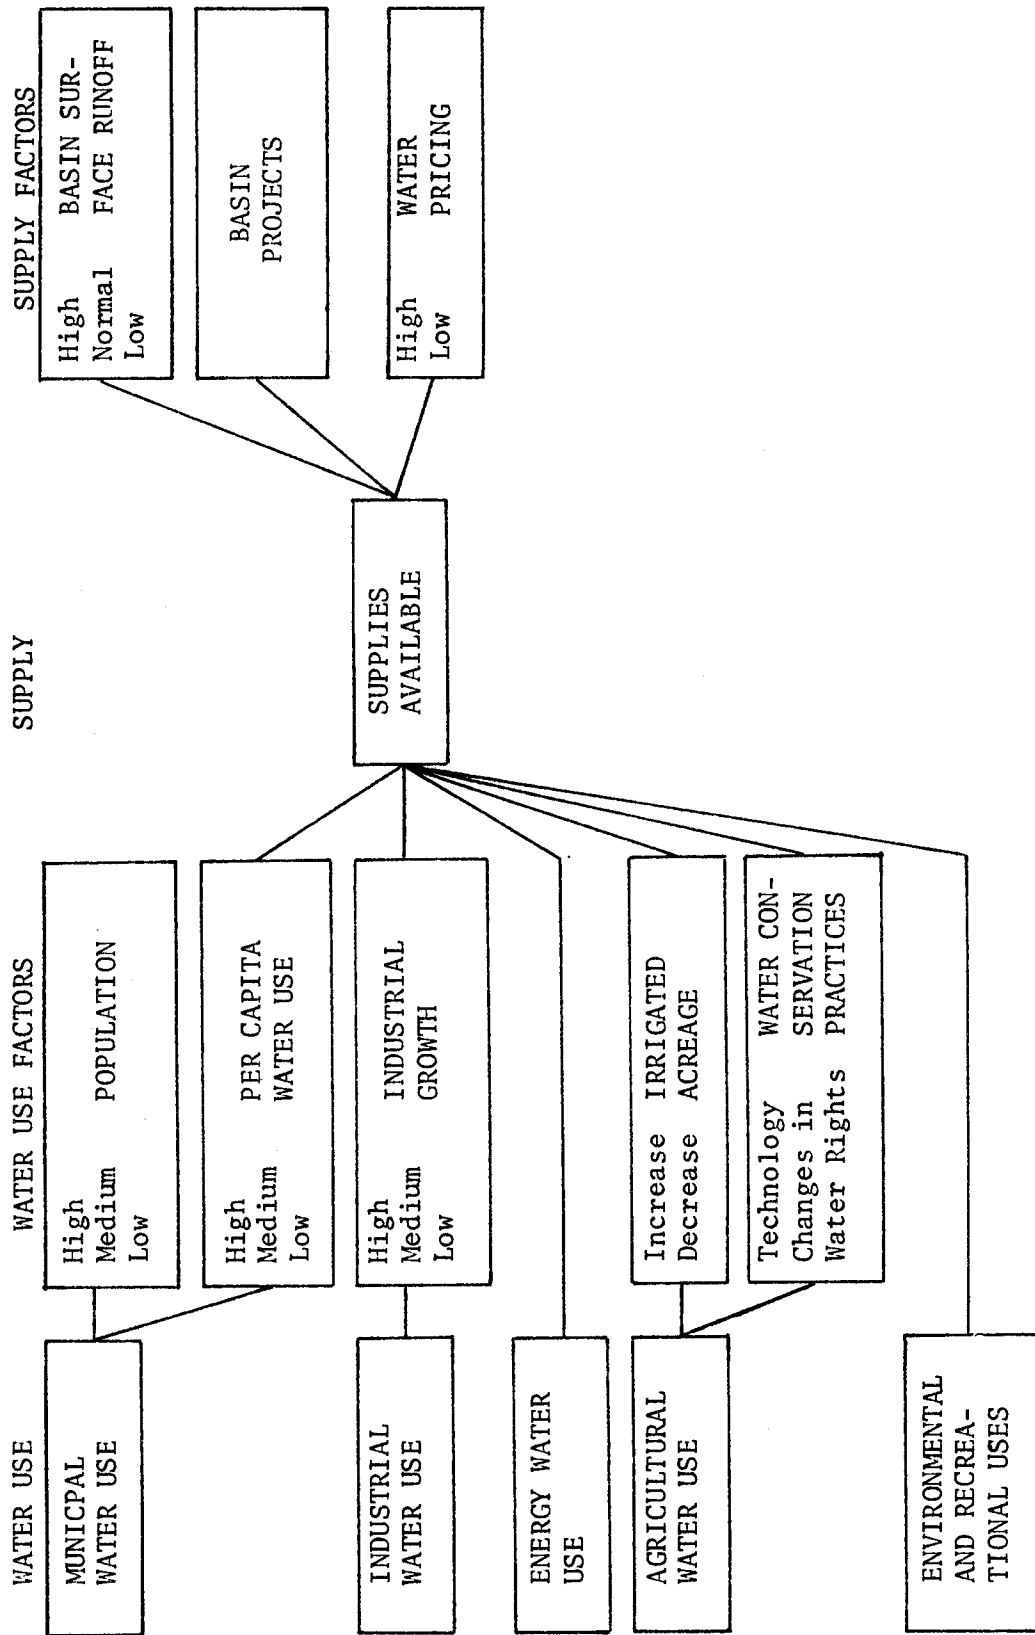 WATER USE
WATER USE FACTORS
SUPPLY
SUPPLY FACTORS
MUNICPAL
WATER USE
High
Medium POPULATION
Low
High
Medium PER CAPITA
Low WATER USE
INDUSTRIAL
WATER USE
High
Medium INDUSTRIAL
Low GROWTH
ENERGY WATER
USE
AGRICULTURAL
WATER USE
Increase IRRIGATED
Decrease ACREAGE
Technology WATER CON-
Changes in SERVATION
Water Rights PRACTICES
ENVIRONMENTAL
AND RECREA-
TIONAL USES
SUPPLIES
AVAILABLE
High BASIN SUR-
Normal FACE RUNOFF
Low
BASIN
PROJECTS
High WATER
Low PRICING